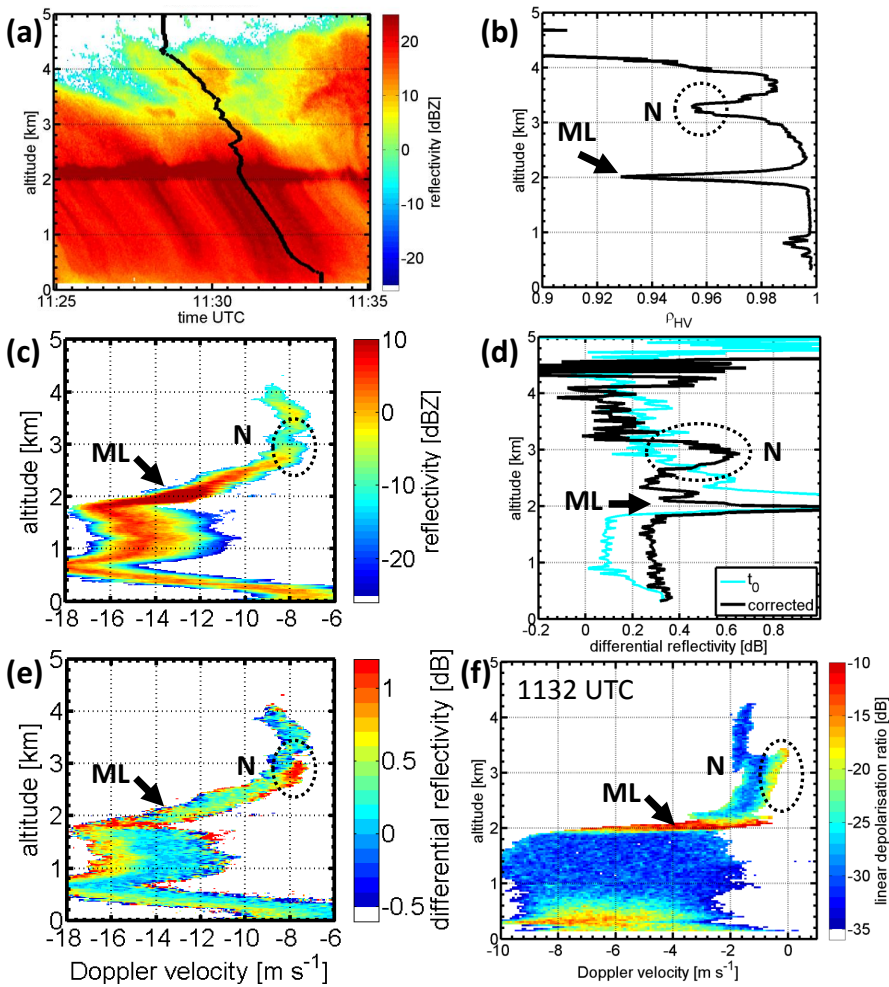 (a)
altitude [km]
5
4
3
2
1
0
11:25
11:30
11:35
time UTC
20
10
0
-10
-20
reflectivity [dBZ]
(b)
altitude [km]
5
4
3
2
1
0
N
ML
0.9
0.92
0.94
0.96
0.98
1
ρHV
(c)
altitude [km]
5
4
3
2
1
0
ML
N
-18
-16
-14
-12
-10
-8
-6
10
0
-10
-20
reflectivity [dBZ]
(d)
altitude [km]
5
4
3
2
1
0
N
ML
t0
corrected
-0.2
0
0.2
0.4
0.6
0.8
differential reflectivity [dB]
(e)
altitude [km]
5
4
3
2
1
0
ML
N
-18
-16
-14
-12
-10
-8
-6
Doppler velocity [m s-1]
1
0.5
0
-0.5
differential reflectivity [dB]
(f)
1132 UTC
altitude [km]
5
4
3
2
1
0
N
ML
-10
-8
-6
-4
-2
0
Doppler velocity [m s-1]
-10
-15
-20
-25
-30
-35
linear depolarisation ratio [dB]